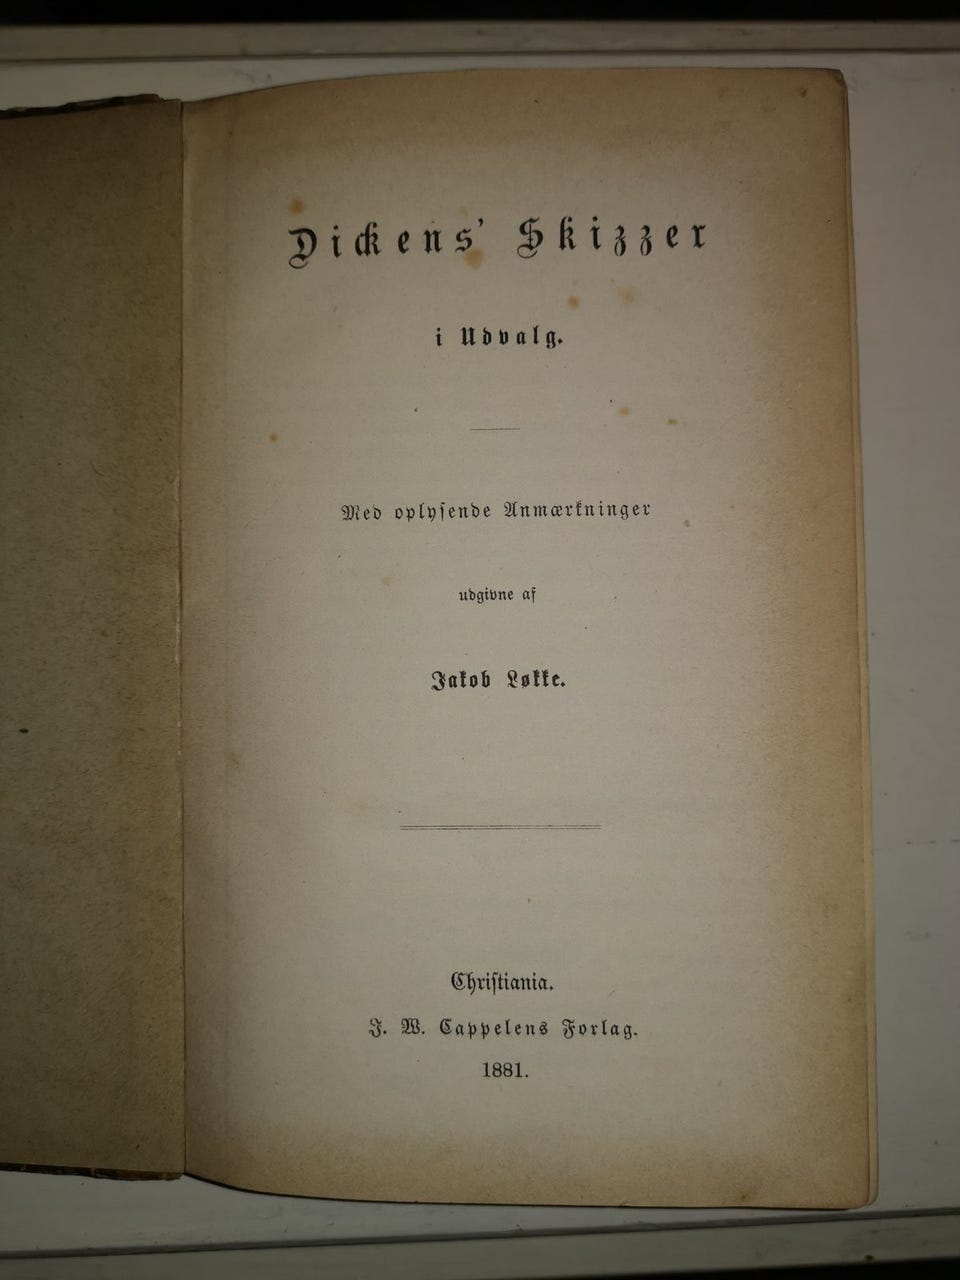 Dickens' Skizzer
i Udvalg.
Med oplysende Anmærkninger
udgivne af
Jakob Løkke.
Christiania.
J. W. Cappelens Forlag.
1881.